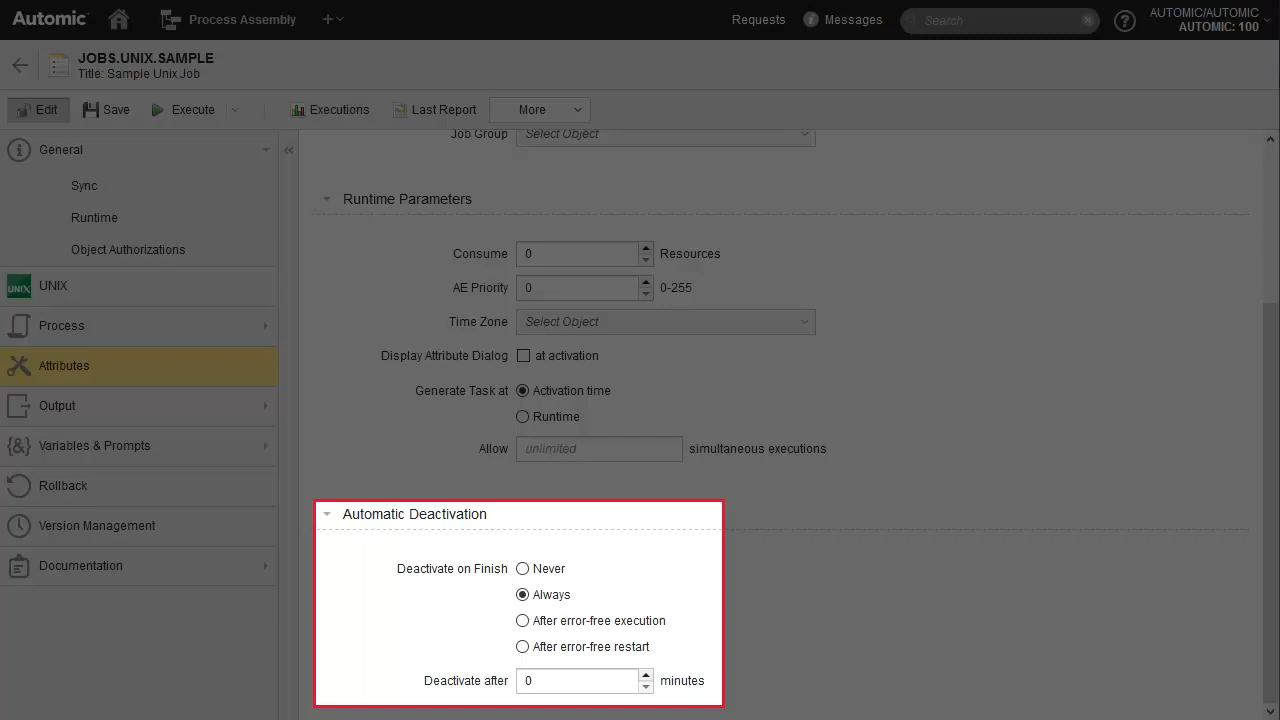 Automic
Process Assembly
Requests
Messages
Search
AUTOMIC/AUTOMIC
AUTOMIC: 100
JOBS.UNIX.SAMPLE
Title: Sample Unix Job
Edit
Save
Execute
Executions
Last Report
More
General
Sync
Runtime
Object Authorizations
UNIX
UNIX
Process
Attributes
Output
{&} Variables & Prompts
Rollback
Version Management
Documentation
Job Group Select Object
Runtime Parameters
Consume 0 Resources
AE Priority 0 0-255
Time Zone Select Object
Display Attribute Dialog at activation
Generate Task at Activation time
Runtime
Allow unlimited simultaneous executions
Automatic Deactivation
Deactivate on Finish Never
Always
After error-free execution
After error-free restart
Deactivate after 0 minutes